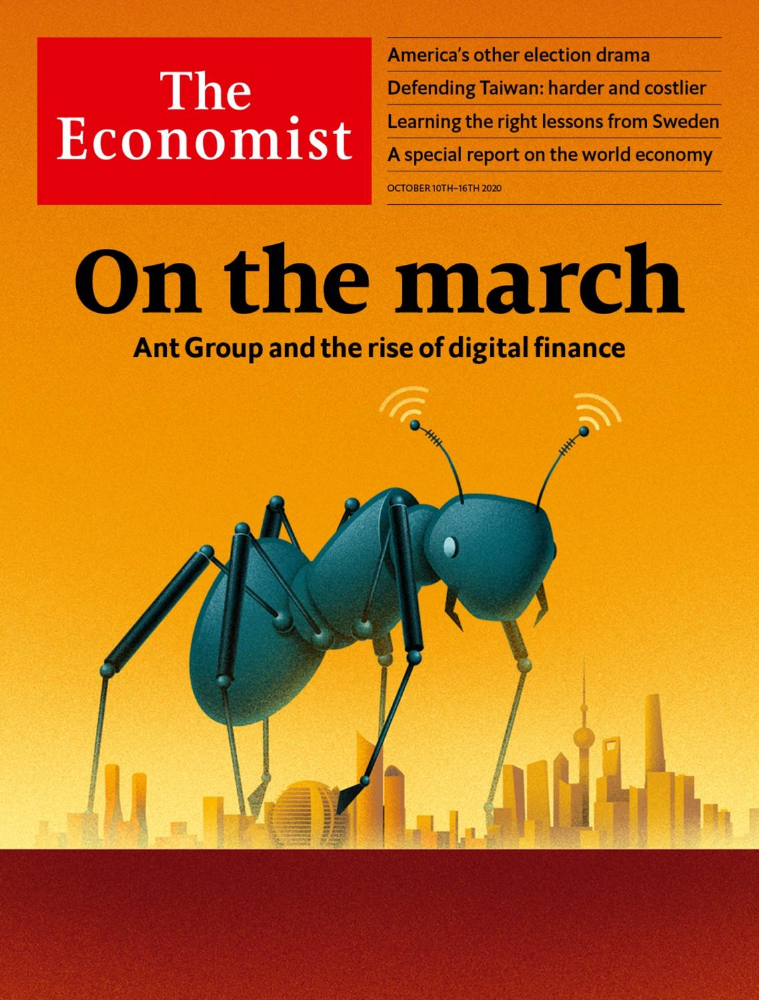 The
Economist
America’s other election drama
Defending Taiwan: harder and costlier
Learning the right lessons from Sweden
A special report on the world economy
OCTOBER 10TH–16TH 2020
On the march
Ant Group and the rise of digital finance